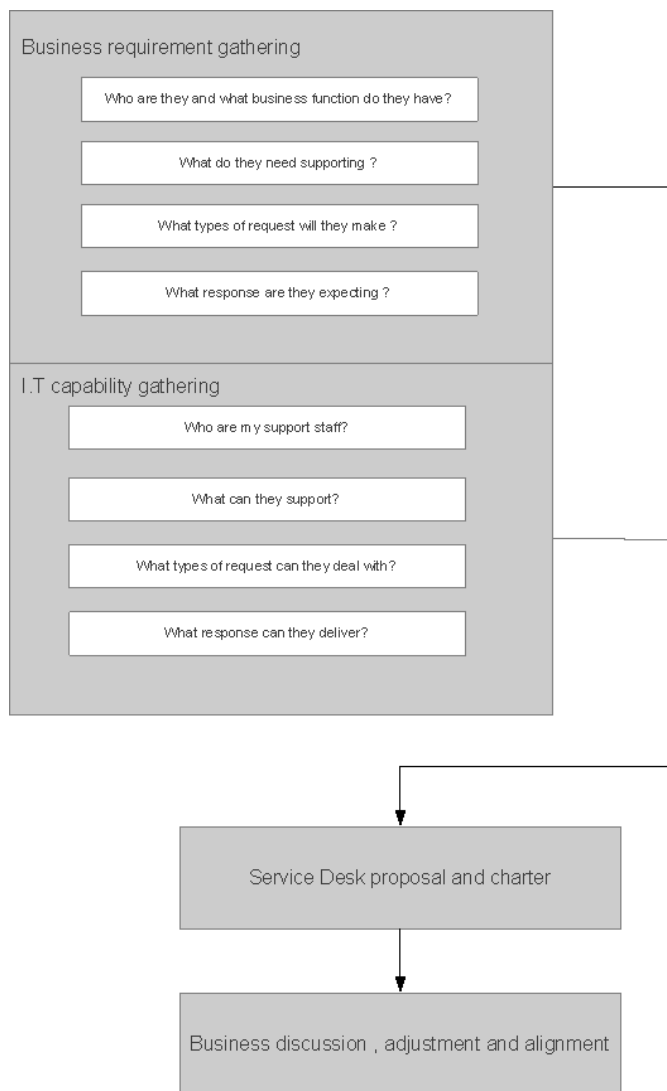 Business requirement gathering
Who are they and what business function do they have?
What do they need supporting ?
What types of request will they make ?
What response are they expecting ?
I.T capability gathering
Who are my support staff?
What can they support?
What types of request can they deal with?
What response can they deliver?
Service Desk proposal and charter
Business discussion , adjustment and alignment